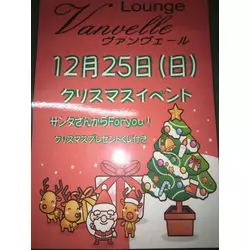 Lounge
Vanvelle
ヴァンヴェール
12月25日(日)
クリスマスイベント
サンタさんからForyou!
クリスマスプレゼントくじ付き